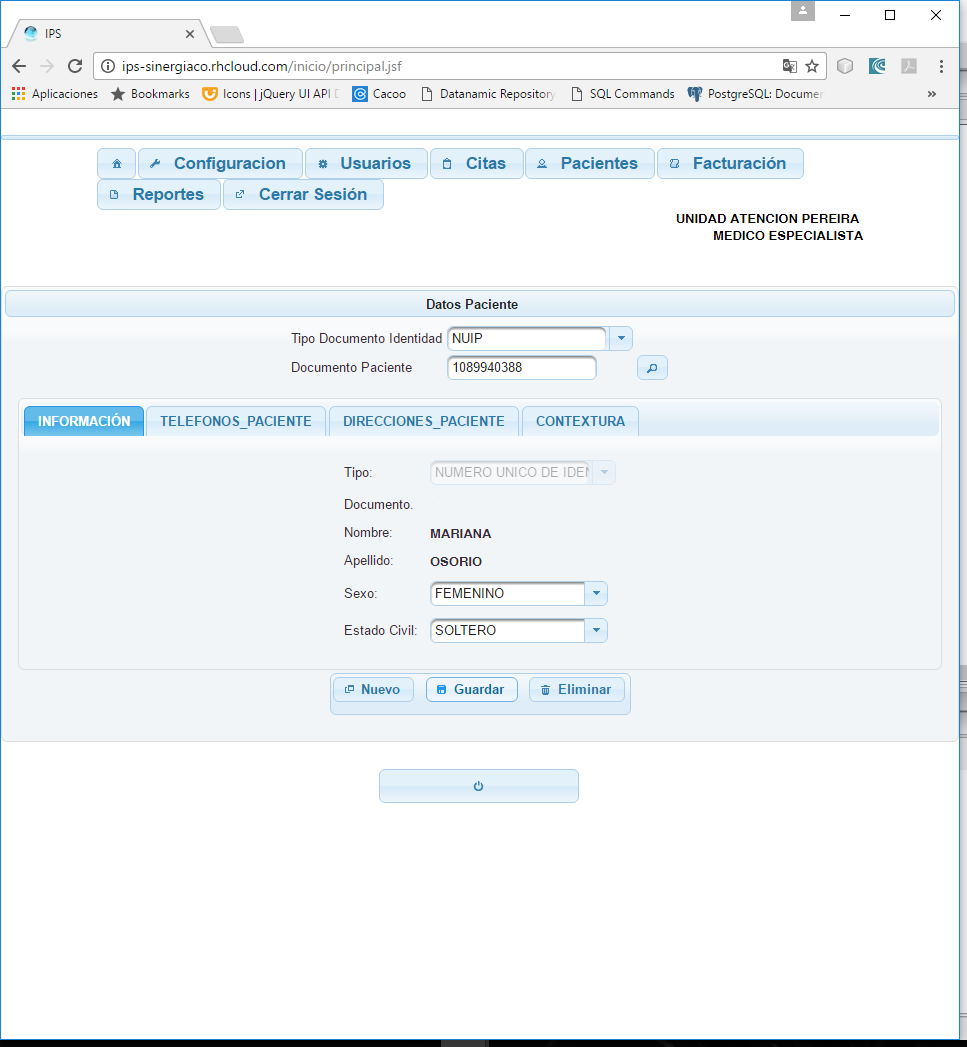 IPS
ips-sinergiaco.rhcloud.com/inicio/principal.jsf
Aplicaciones Bookmarks Icons | jQuery UI API Cacoo Datanamic Repository SQL Commands PostgreSQL: Documen
Configuracion Usuarios Citas Pacientes Facturación
Reportes Cerrar Sesión
UNIDAD ATENCION PEREIRA
MEDICO ESPECIALISTA
Datos Paciente
Tipo Documento Identidad NUIP
Documento Paciente 1089940388
INFORMACIÓN TELEFONOS_PACIENTE DIRECCIONES_PACIENTE CONTEXTURA
Tipo: NUMERO UNICO DE IDEN
Documento.
Nombre: MARIANA
Apellido: OSORIO
Sexo: FEMENINO
Estado Civil: SOLTERO
Nuevo Guardar Eliminar